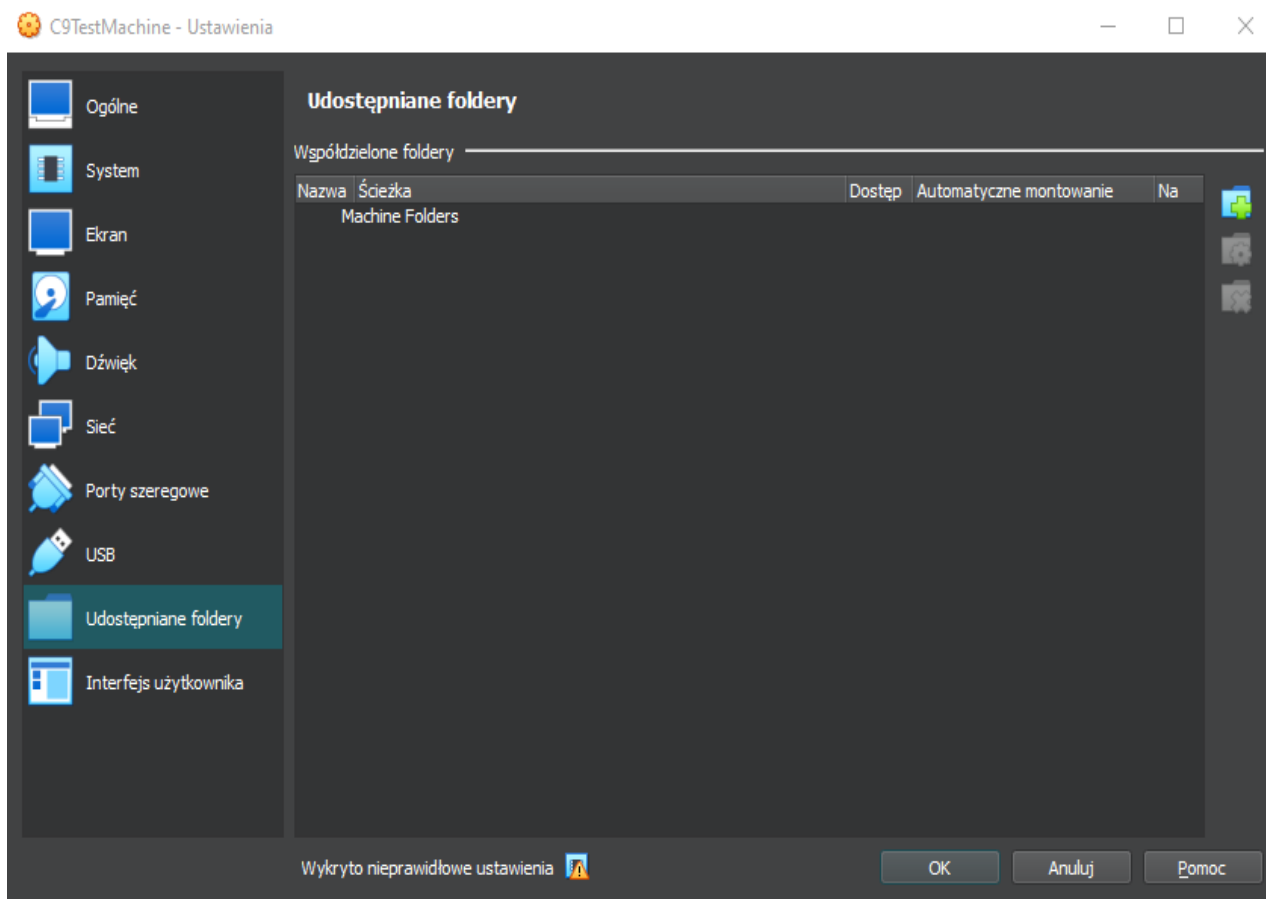 C9TestMachine - Ustawienia
Ogólne
System
Ekran
Pamięć
Dźwięk
Sieć
Porty szeregowe
USB
Udostępniane foldery
Interfejs użytkownika
Udostępniane foldery
Współdzielone foldery
Nazwa Ścieżka Dostęp Automatyczne montowanie Na
Machine Folders
Wykryto nieprawidłowe ustawienia
OK Anuluj Pomoc